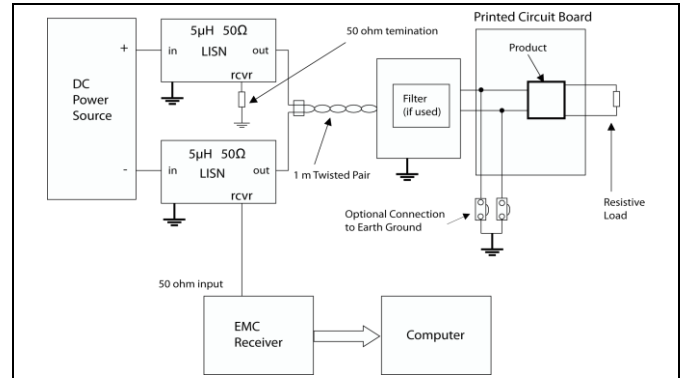 Printed Circuit Board
5µH 50Ω
50 ohm temination
Product
+
in
LISN
out
rcvr
DC
Power
Source
Filter
(if used)
5µH 50Ω
-
in
LISN
out
rcvr
1 m Twisted Pair
Optional Connection
to Earth Ground
Resistive
Load
50 ohm input
EMC
Receiver
Computer